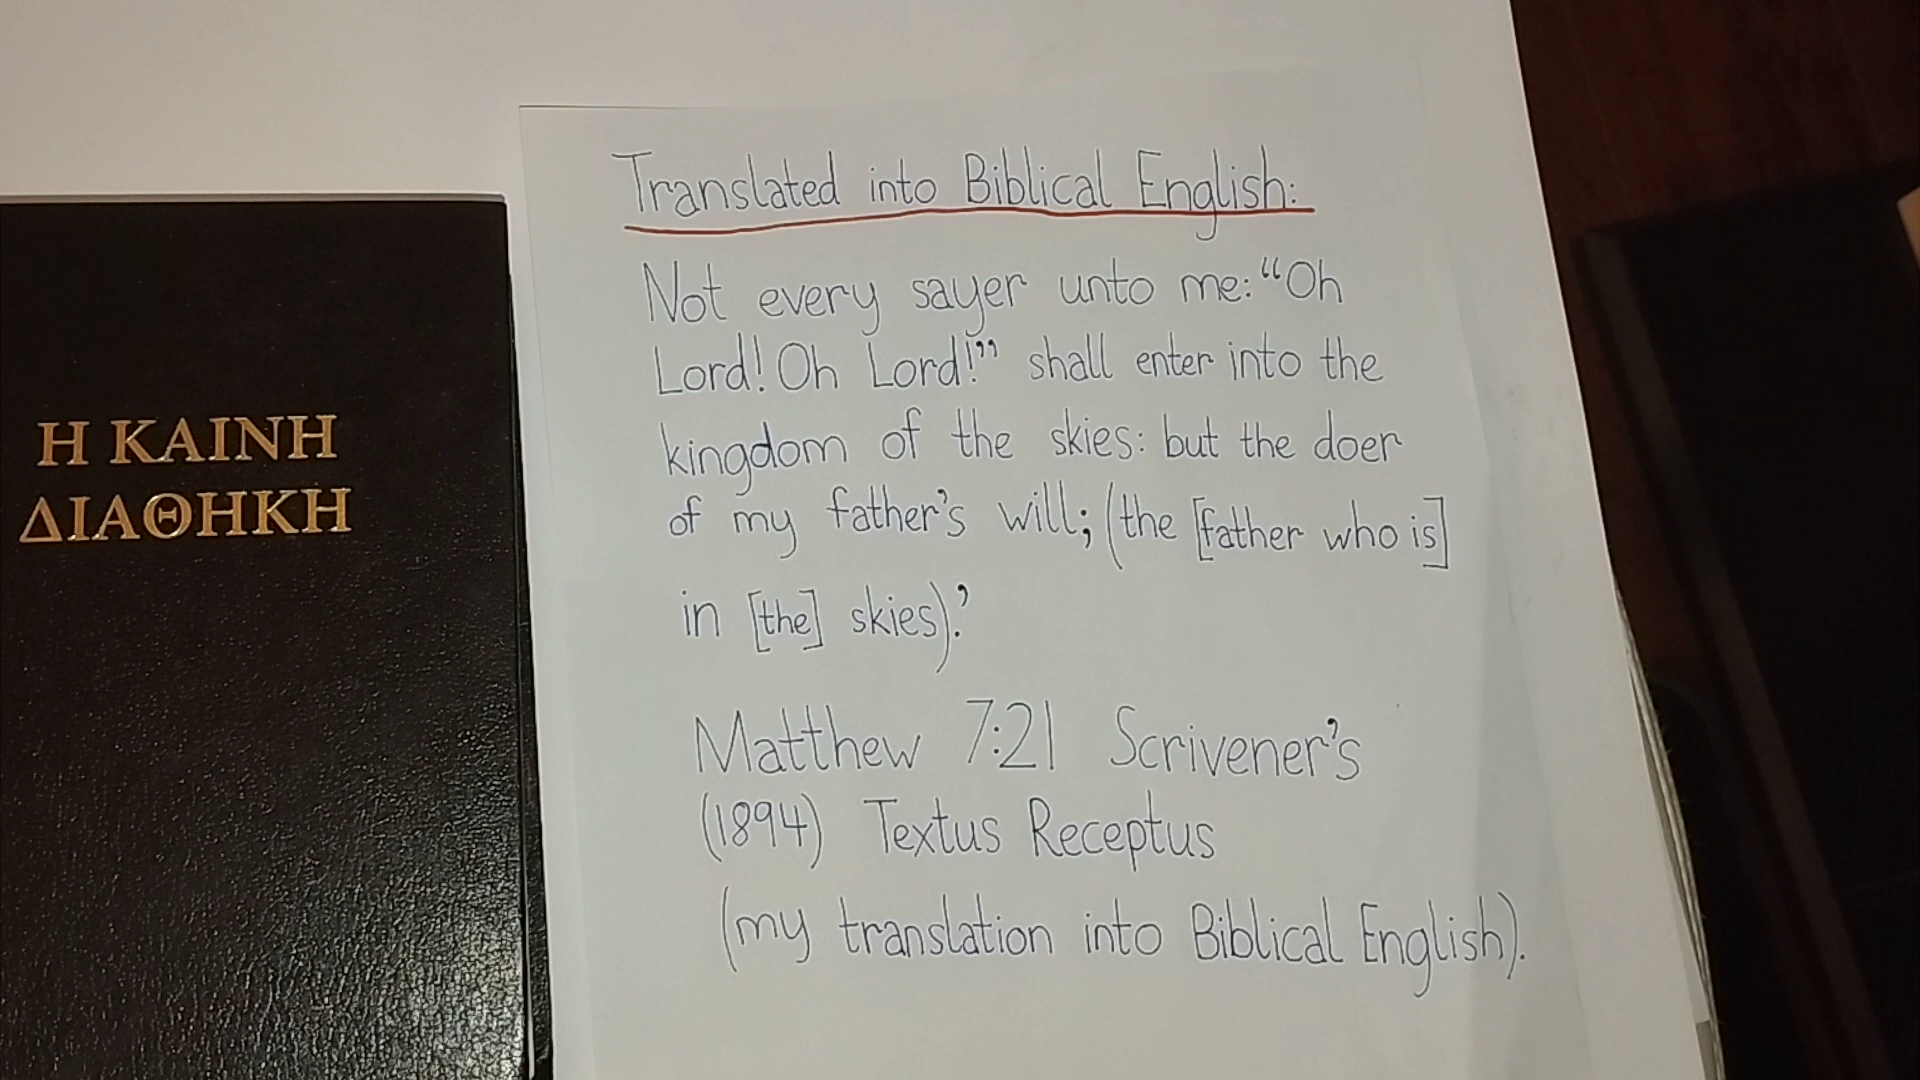 Η ΚΑΙΝΗ
ΔΙΑΘΗΚΗ
Translated into Biblical English:
Not every sayer unto me: “Oh
Lord! Oh Lord!” shall enter into the
kingdom of the skies: but the doer
of my father’s will; (the [father who is]
in [the] skies).’
Matthew 7:21 Scrivener’s
(1894) Textus Receptus
(my translation into Biblical English).